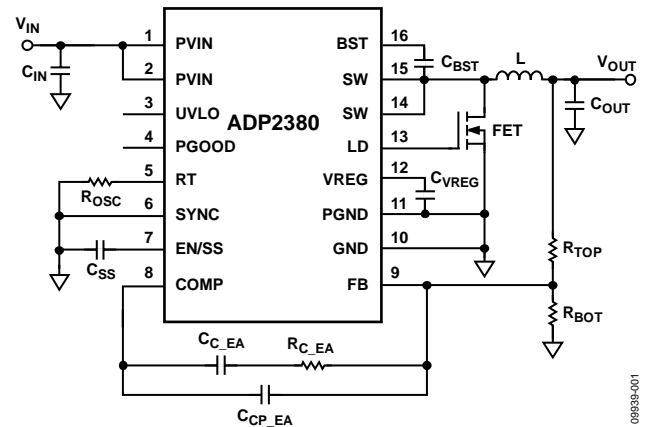 VIN
CIN
1 PVIN
2 PVIN
3 UVLO
4 PGOOD
5 RT
6 SYNC
7 EN/SS
8 COMP
ROSC
CSS
ADP2380
BST 16
SW 15
SW 14
LD 13
VREG 12
PGND 11
GND 10
FB 9
CBST
L
VOUT
COUT
FET
CVREG
RTOP
RBOT
CC_EA
RC_EA
CCP_EA
09939-001